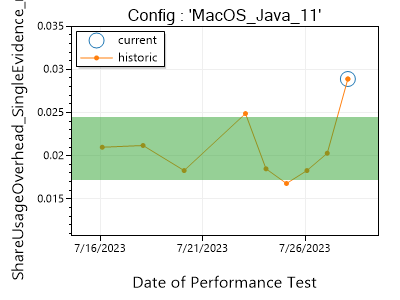 Config : 'MacOS_Java_11'
current
historic
0.035
0.03
0.025
0.02
0.015
ShareUsageOverhead_SingleEvidence_
7/16/2023
7/21/2023
7/26/2023
Date of Performance Test